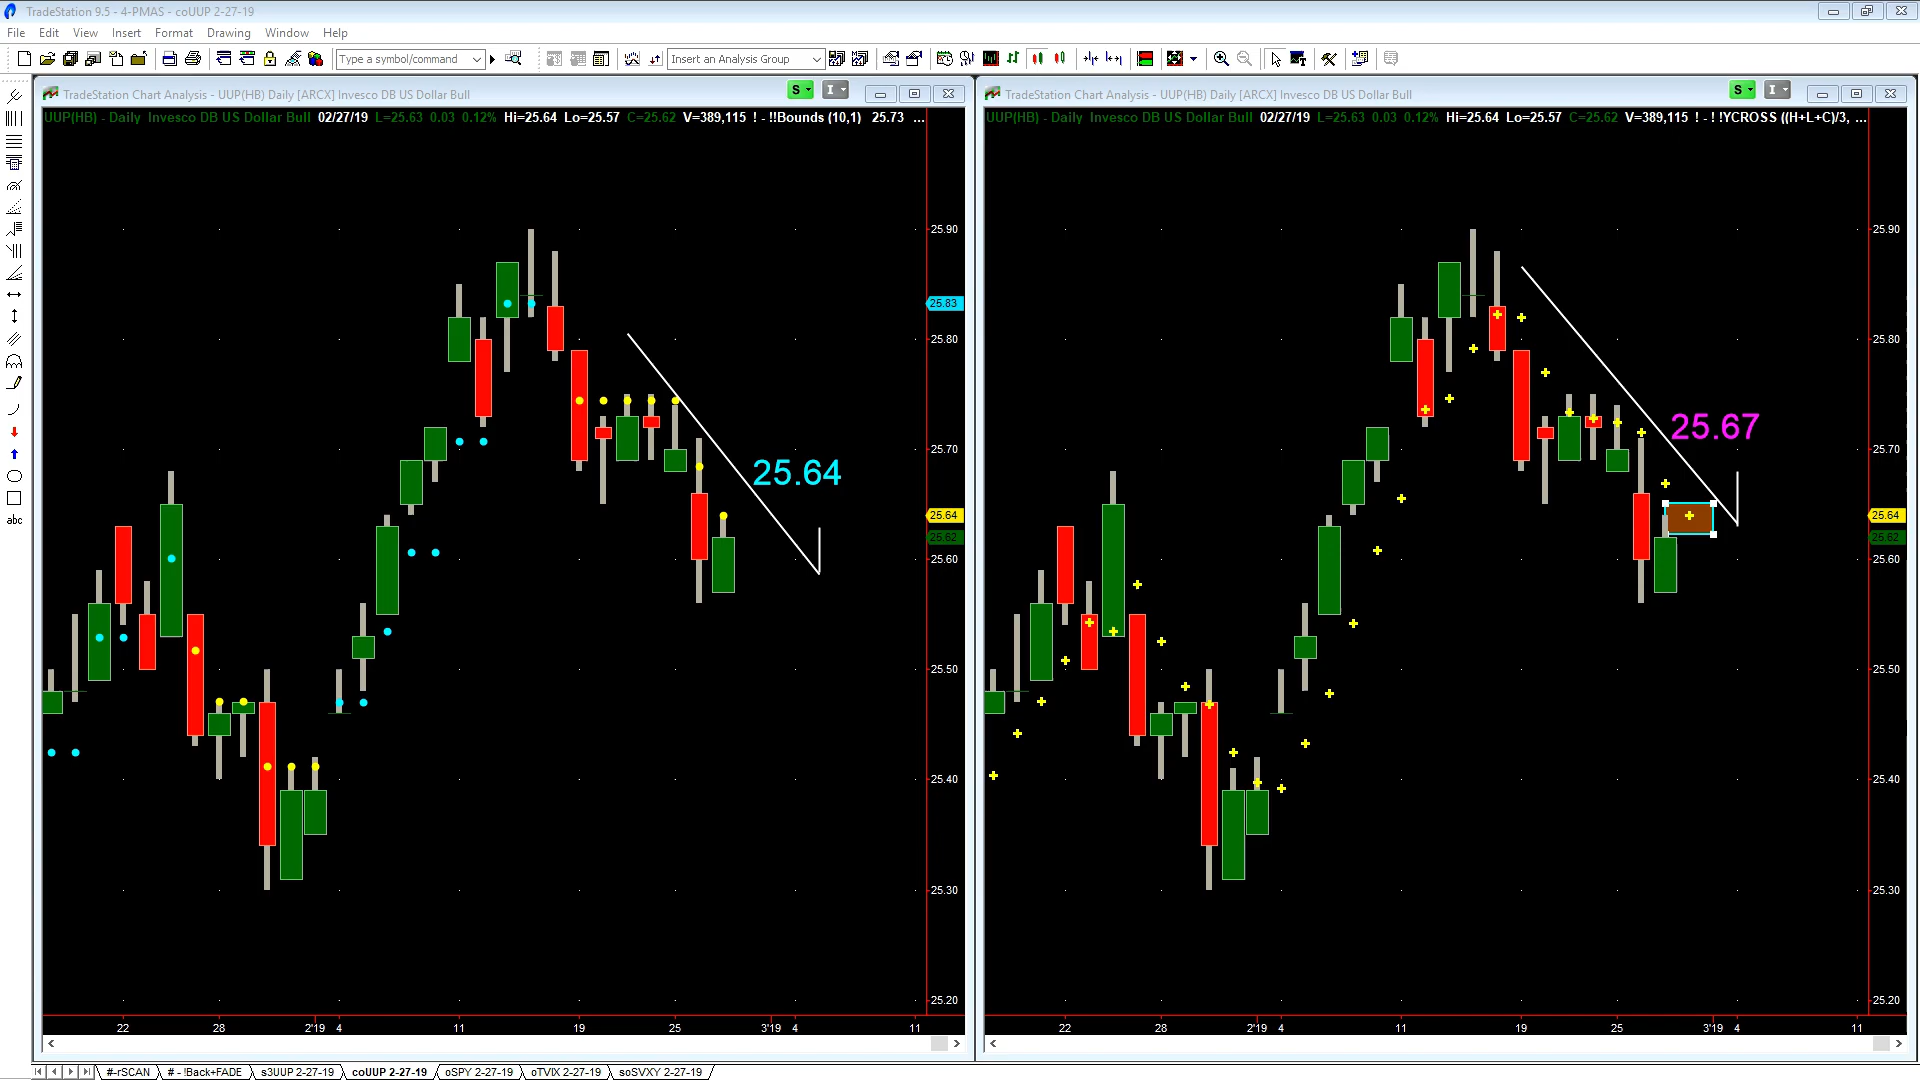 TradeStation 9.5 - 4-PMAS - coUUP 2-27-19
File Edit View Insert Format Drawing Window Help
Type a symbol/command Insert an Analysis Group
TradeStation Chart Analysis - UUP(HB) Daily [ARCX] Invesco DB US Dollar Bull S I
UUP(HB) - Daily Invesco DB US Dollar Bull 02/27/19 L=25.63 0.03 0.12% Hi=25.64 Lo=25.57 C=25.62 V=389,115 ! - !!Bounds (10,1) 25.73 ...
25.90
25.83
25.80
25.70
25.64
25.64
25.62
25.60
25.50
25.40
25.30
25.20
22 28 2'19 4 11 19 25 3'19 4 11
TradeStation Chart Analysis - UUP(HB) Daily [ARCX] Invesco DB US Dollar Bull S I
UUP(HB) - Daily Invesco DB US Dollar Bull 02/27/19 L=25.63 0.03 0.12% Hi=25.64 Lo=25.57 C=25.62 V=389,115 ! - ! !YCROSS ((H+L+C)/3, ...
25.90
25.80
25.67
25.70
25.64
25.62
25.60
25.50
25.40
25.30
25.20
22 28 2'19 4 11 19 25 3'19 4 11
abc
#-rSCAN # - !Back+FADE s3UUP 2-27-19 coUUP 2-27-19 oSPY 2-27-19 oTVIX 2-27-19 soSVXY 2-27-19